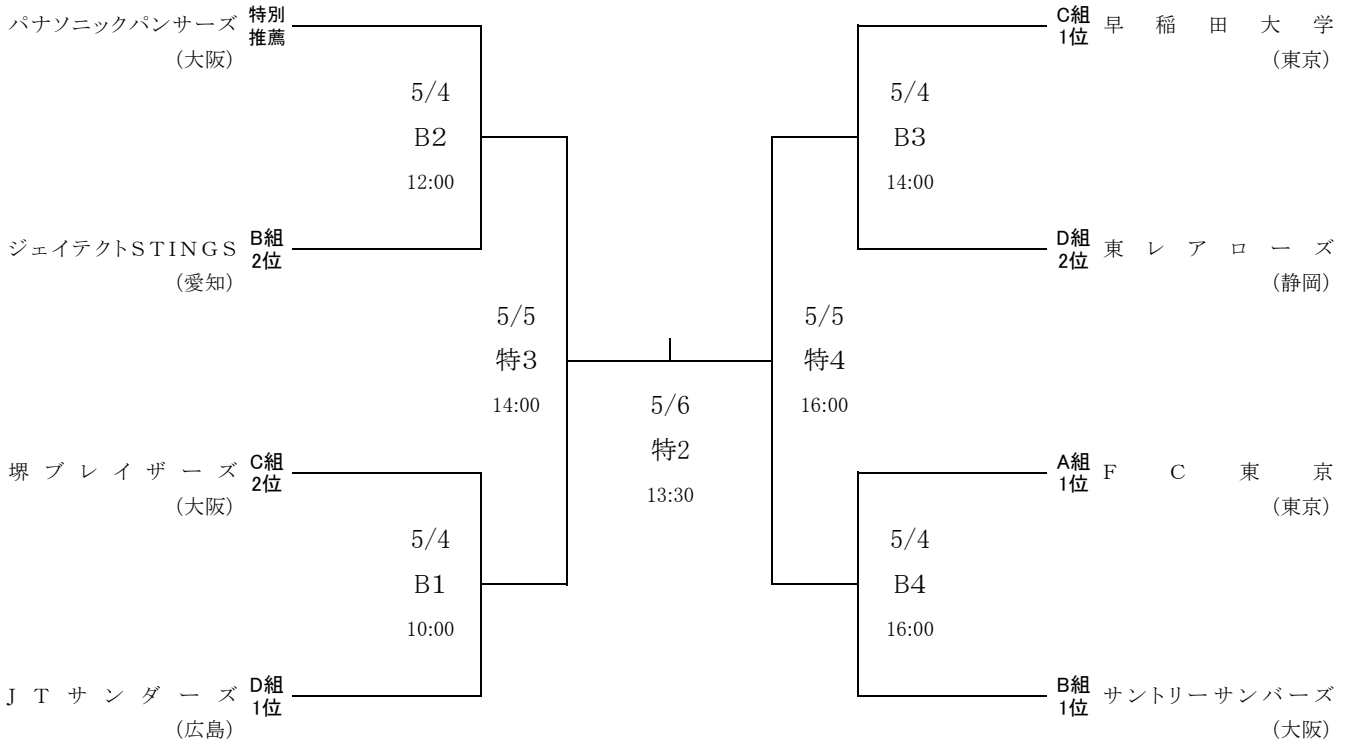 パナソニックパンサーズ 特別推薦
(大阪)
5/4
B2
12:00
ジェイテクトSTINGS B組2位
(愛知)
5/5
特3
14:00
堺ブレイザーズ C組2位
(大阪)
5/4
B1
10:00
JTサンダーズ D組1位
(広島)
5/6
特2
13:30
C組1位 早稲田大学
(東京)
5/4
B3
14:00
D組2位 東レアローズ
(静岡)
5/5
特4
16:00
A組1位 FC東京
(東京)
5/4
B4
16:00
B組1位 サントリーサンバーズ
(大阪)